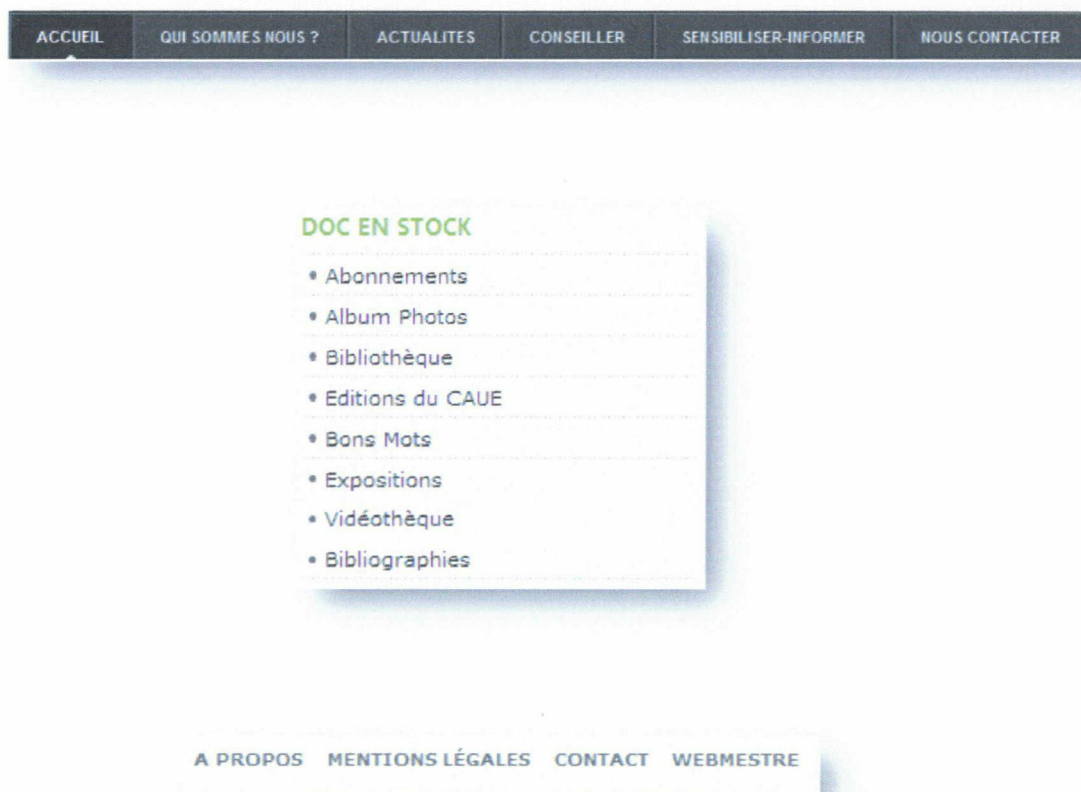 ACCUEIL QUI SOMMES NOUS ? ACTUALITES CONSEILLER SENSIBILISER-INFORMER NOUS CONTACTER
DOC EN STOCK
• Abonnements
• Album Photos
• Bibliothèque
• Editions du CAUE
• Bons Mots
• Expositions
• Vidéothèque
• Bibliographies
A PROPOS MENTIONS LÉGALES CONTACT WEBMESTRE